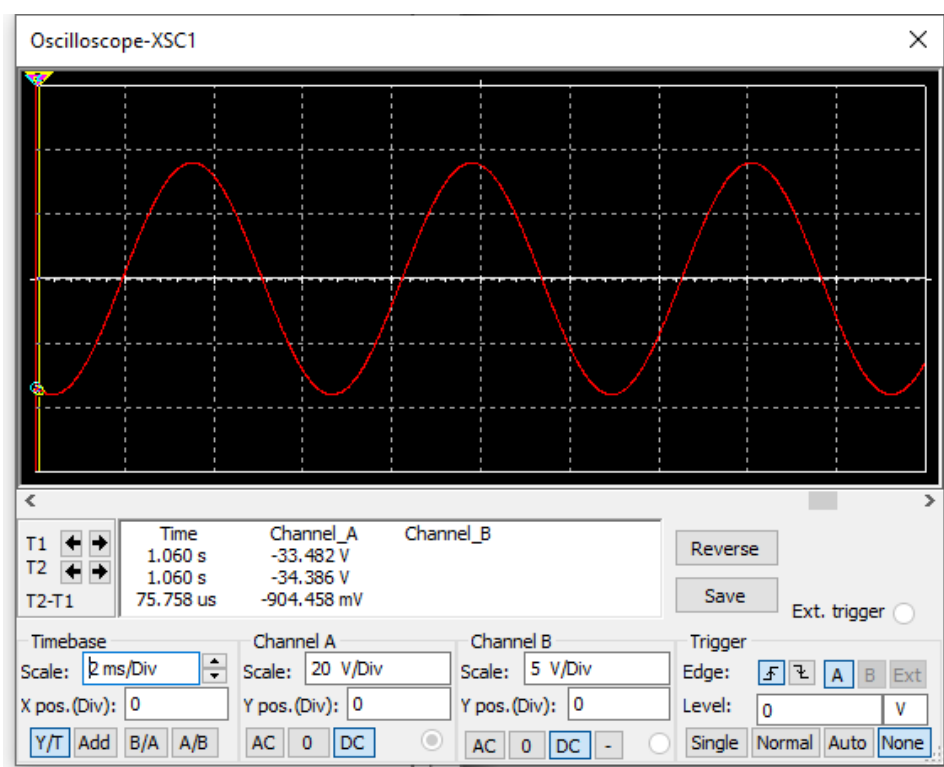 Oscilloscope-XSC1
Time Channel_A Channel_B
T1 1.060 s -33.482 V
T2 1.060 s -34.386 V
T2-T1 75.758 us -904.458 mV
Reverse
Save
Ext. trigger
Timebase
Scale: 2 ms/Div
X pos.(Div): 0
Y/T Add B/A A/B
Channel A
Scale: 20 V/Div
Y pos.(Div): 0
AC 0 DC
Channel B
Scale: 5 V/Div
Y pos.(Div): 0
AC 0 DC -
Trigger
Edge: A B Ext
Level: 0 V
Single Normal Auto None